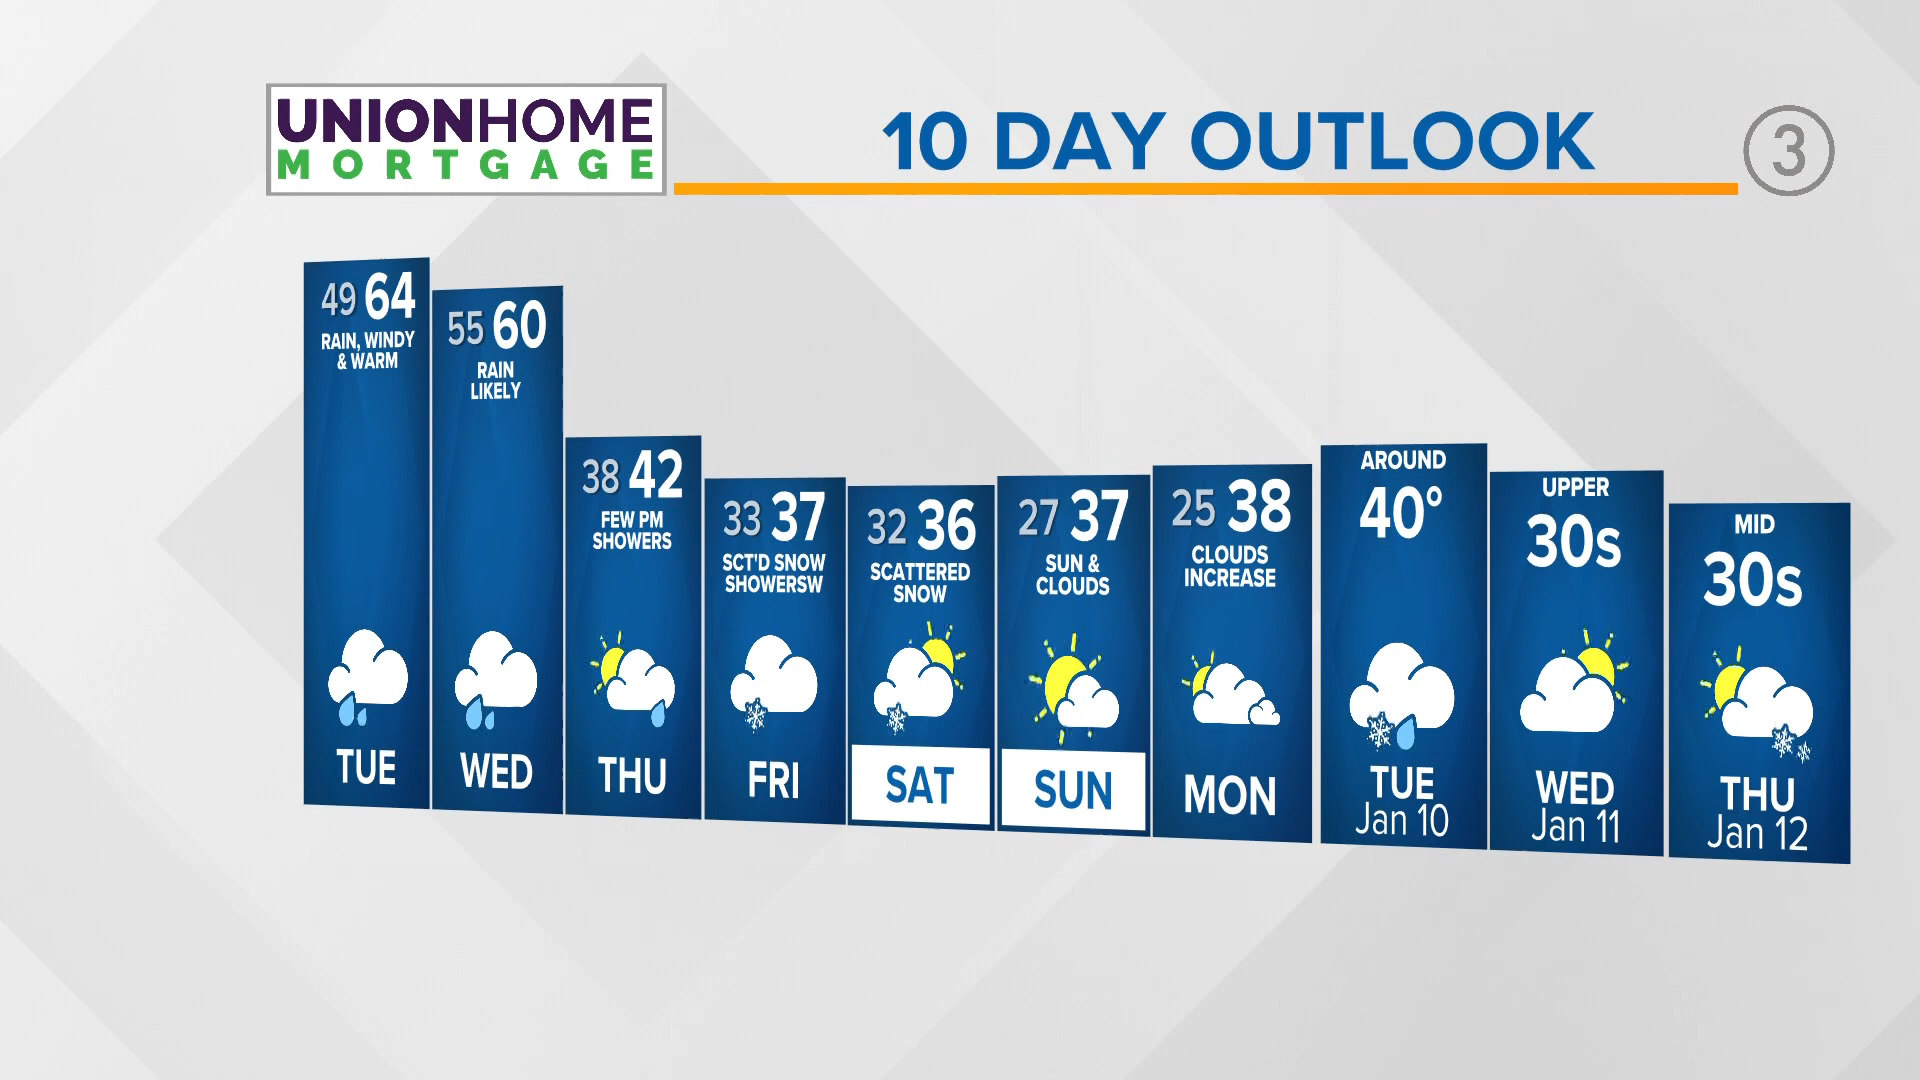 UNIONHOME
MORTGAGE
10 DAY OUTLOOK
3
49 64
RAIN, WINDY
& WARM
TUE
55 60
RAIN
LIKELY
WED
38 42
FEW PM
SHOWERS
THU
33 37
SCT'D SNOW
SHOWERSW
FRI
32 36
SCATTERED
SNOW
SAT
27 37
SUN &
CLOUDS
SUN
25 38
CLOUDS
INCREASE
MON
AROUND
40°
TUE
Jan 10
UPPER
30s
WED
Jan 11
MID
30s
THU
Jan 12